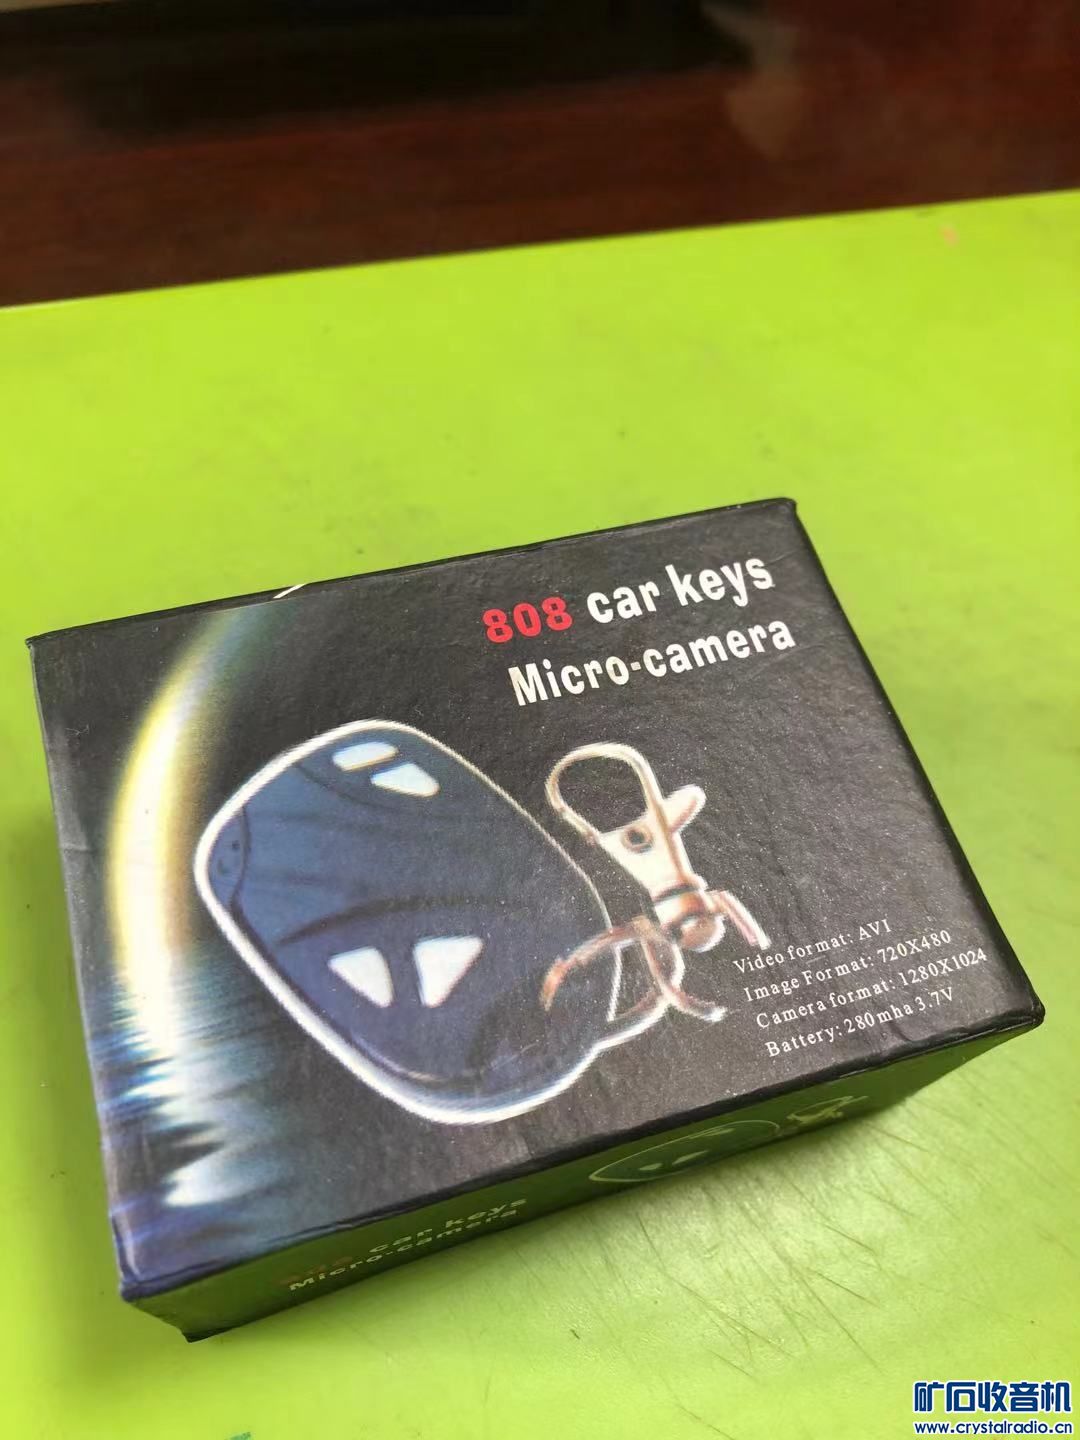 808 car keys
Micro-camera
Video format: AVI
Image Format: 720X480
Camera format: 1280X1024
Battery: 280mha 3.7V
808 car keys
Micro-camera
矿石收音机
www.crystalradio.cn